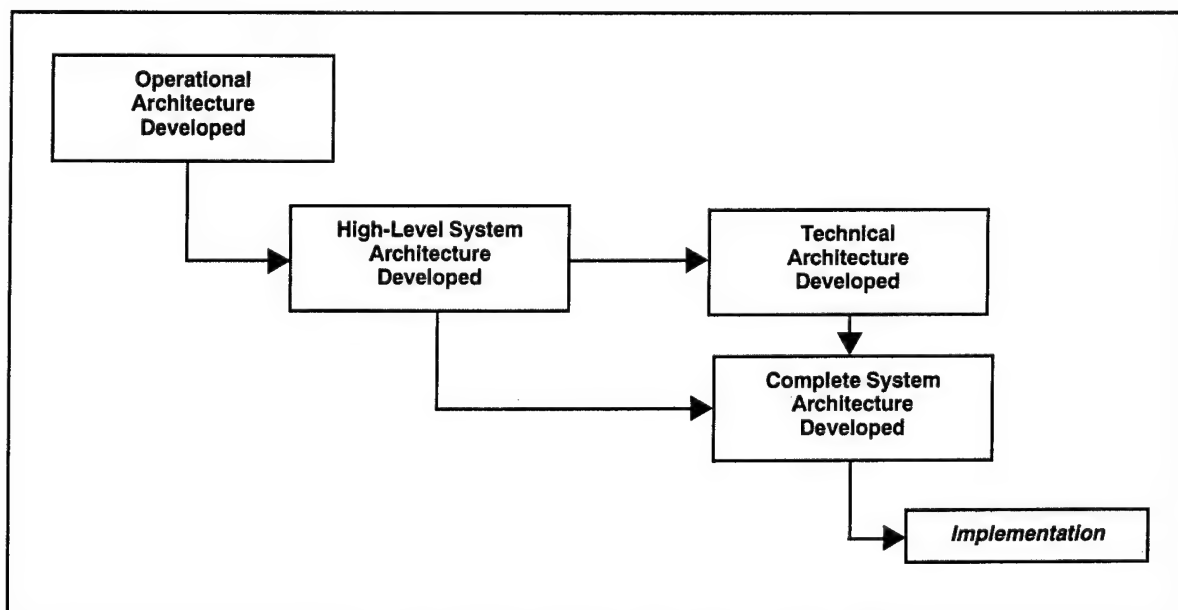 Operational
Architecture
Developed
High-Level System
Architecture
Developed
Technical
Architecture
Developed
Complete System
Architecture
Developed
Implementation